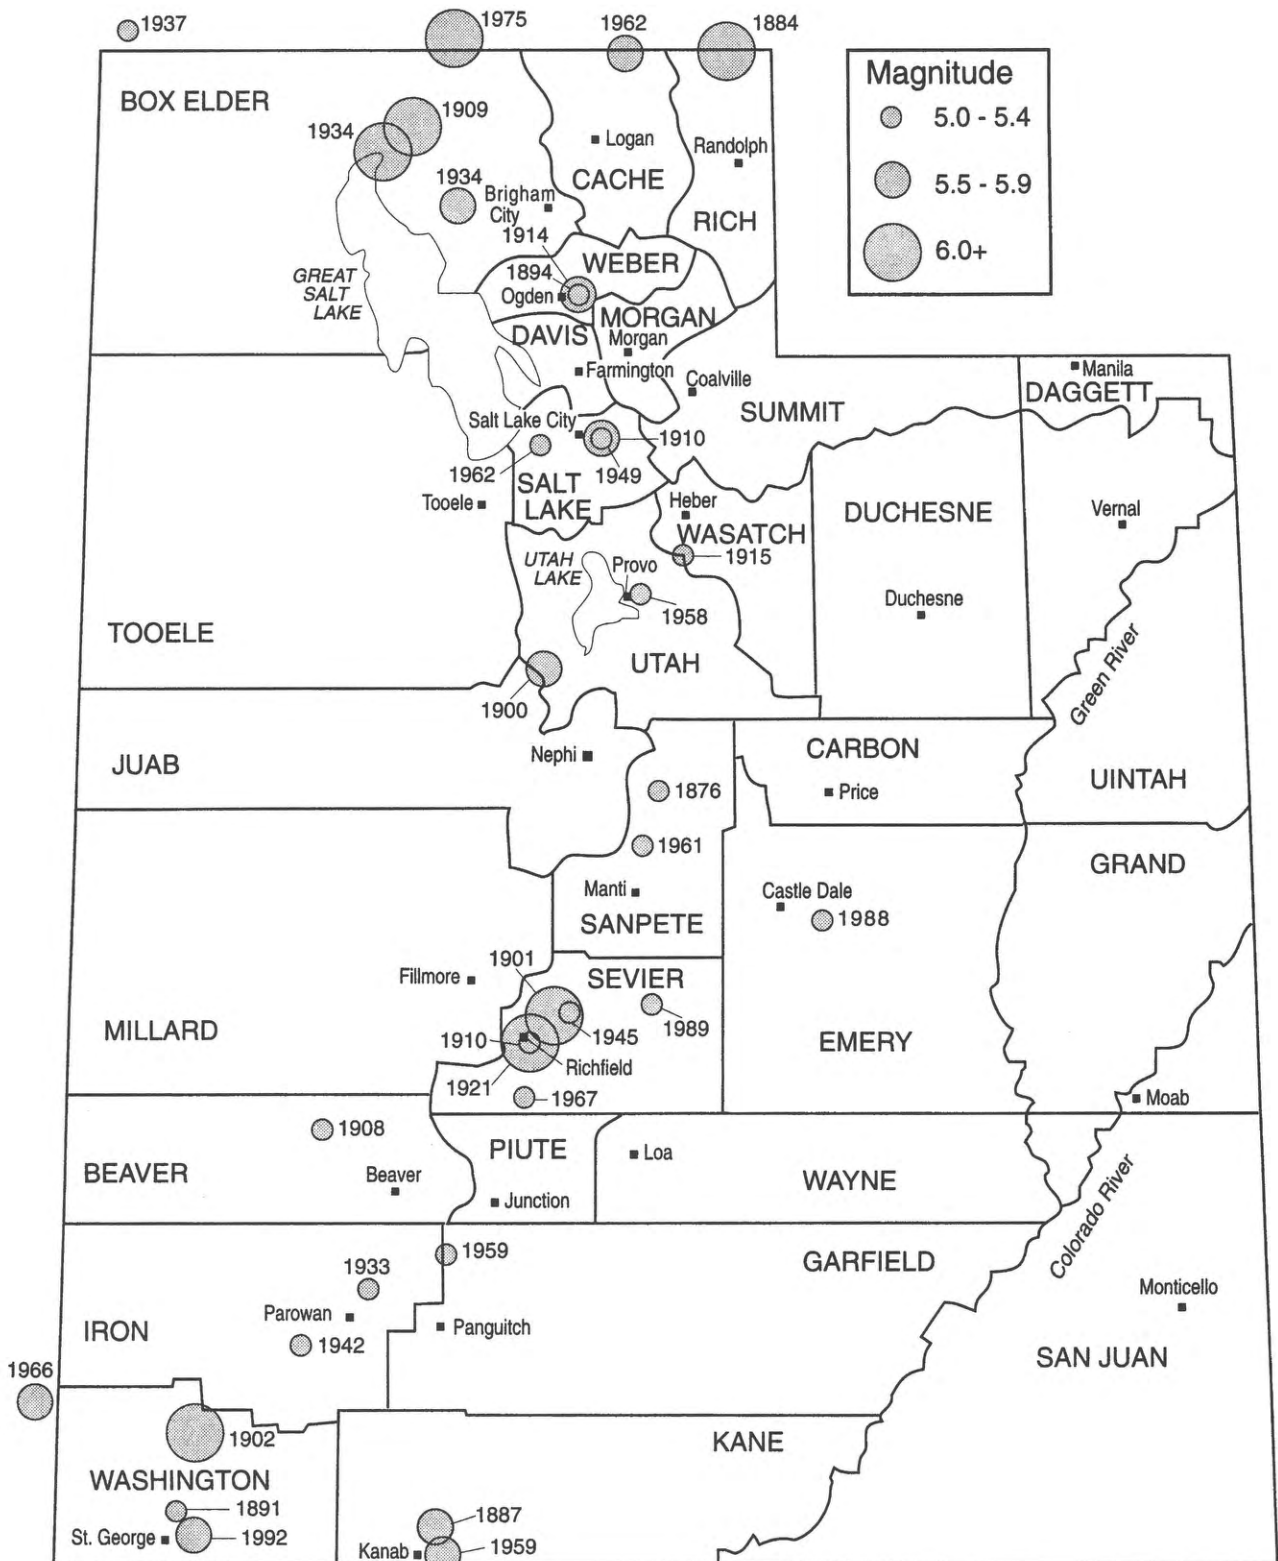 1937
1975
1962
1884
Magnitude
5.0 - 5.4
5.5 - 5.9
6.0+
BOX ELDER
1909
1934
Logan
Randolph
CACHE
1934
Brigham
City
RICH
1914
WEBER
1894
Ogden
GREAT
SALT
LAKE
MORGAN
DAVIS
Morgan
Farmington
Coalville
Manila
DAGGETT
SUMMIT
Salt Lake City
1910
1962
1949
SALT
LAKE
Tooele
Heber
WASATCH
DUCHESNE
Vernal
UTAH
LAKE
Provo
1915
1958
Duchesne
TOOELE
UTAH
Green River
1900
Nephi
JUAB
CARBON
Price
UINTAH
1876
1961
GRAND
Manti
Castle Dale
1988
SANPETE
1901
Fillmore
SEVIER
MILLARD
1989
1910
1945
EMERY
Richfield
1921
1967
Moab
1908
PIUTE
Loa
BEAVER
Beaver
WAYNE
Junction
Colorado River
1959
GARFIELD
1933
Monticello
Parowan
IRON
Panguitch
1942
SAN JUAN
1966
1902
KANE
WASHINGTON
1891
1887
St. George
1992
Kanab
1959